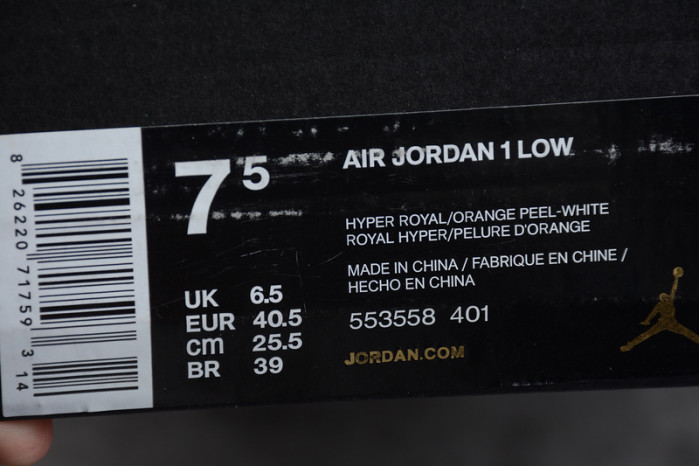 8 26220 71759 3 14
7 5
AIR JORDAN 1 LOW
HYPER ROYAL/ORANGE PEEL-WHITE
ROYAL HYPER/PELURE D'ORANGE
MADE IN CHINA / FABRIQUE EN CHINE /
HECHO EN CHINA
UK 6.5
EUR 40.5
cm 25.5
BR 39
553558 401
JORDAN.COM